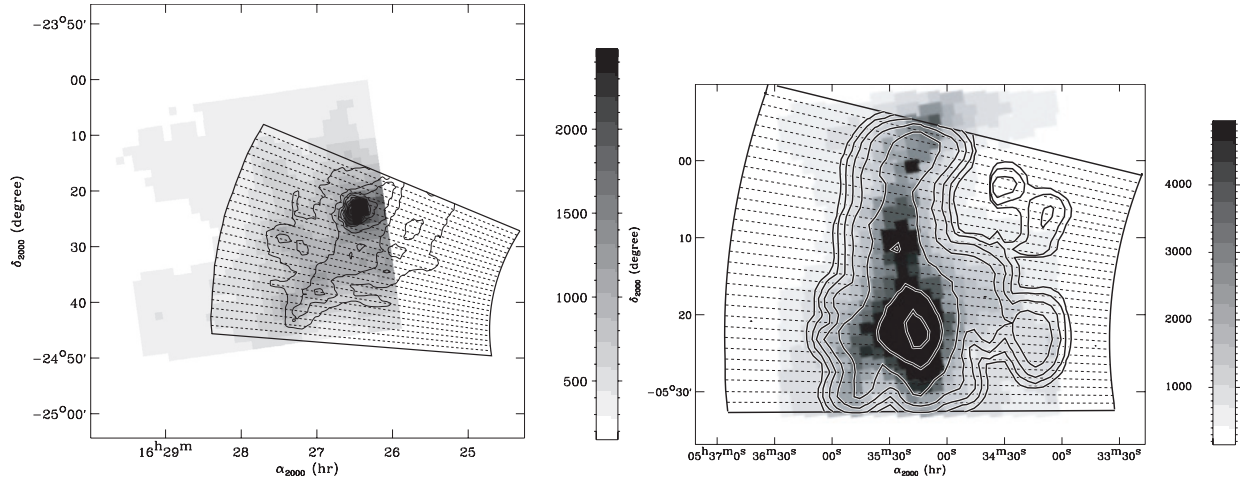 −23°50′
00
10
20
30
40
−24°50′
−25°00′
δ2000 (degree)
16h29m
28
27
26
25
α2000 (hr)
2000
1500
1000
500
δ2000 (degree)
00
10
20
−05°30′
05h37m0s
36m30s
00s
35m30s
00s
34m30s
00s
33m30s
α2000 (hr)
4000
3000
2000
1000